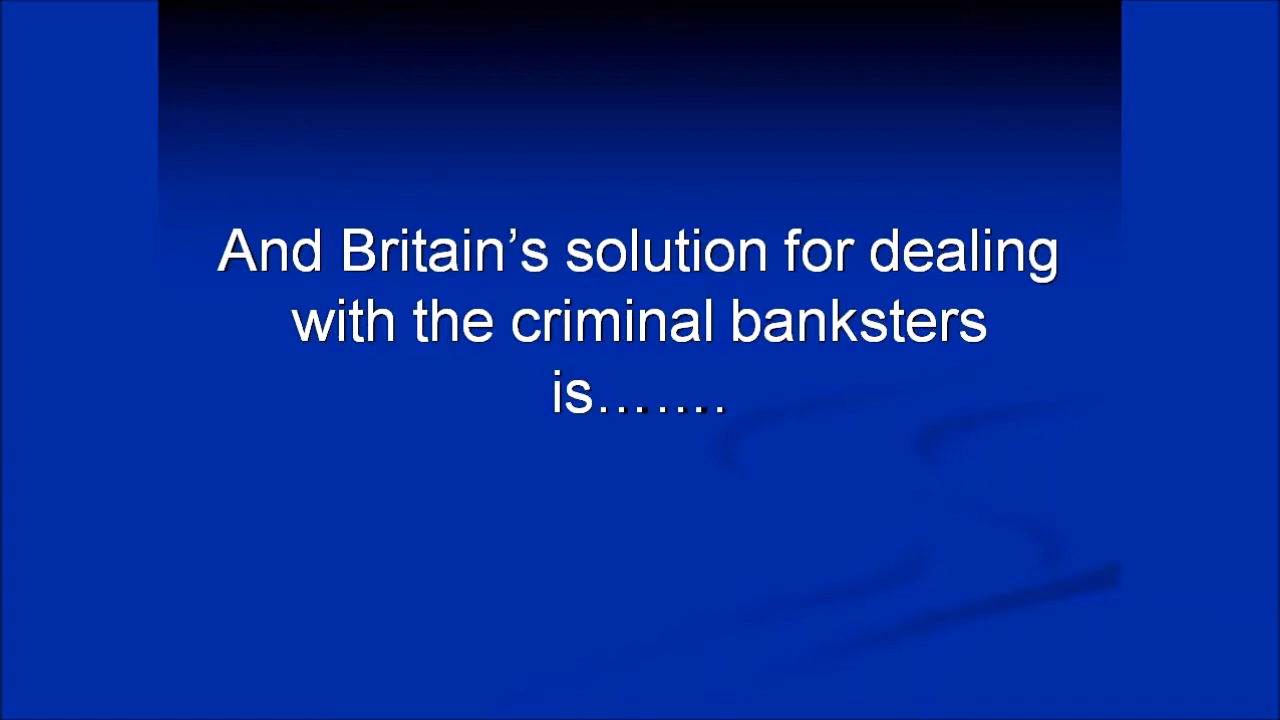 And Britain’s solution for dealing
with the criminal banksters
is…….